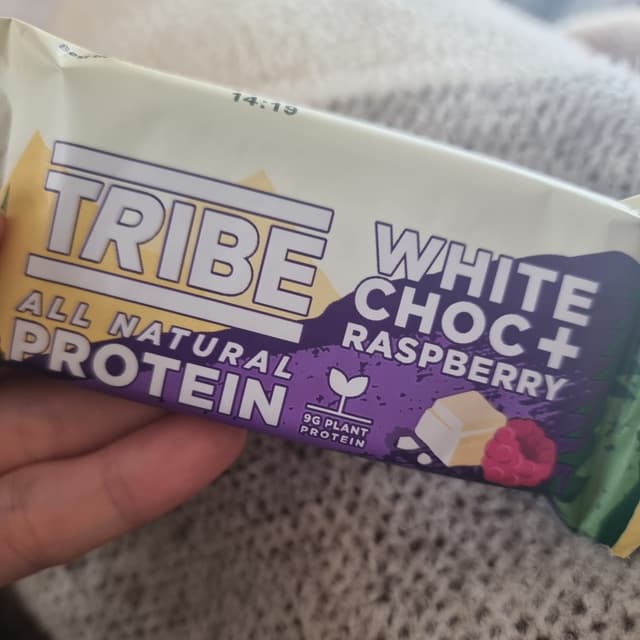 14:19
TRIBE
ALL NATURAL
PROTEIN
WHITE
CHOC+
RASPBERRY
9G PLANT
PROTEIN